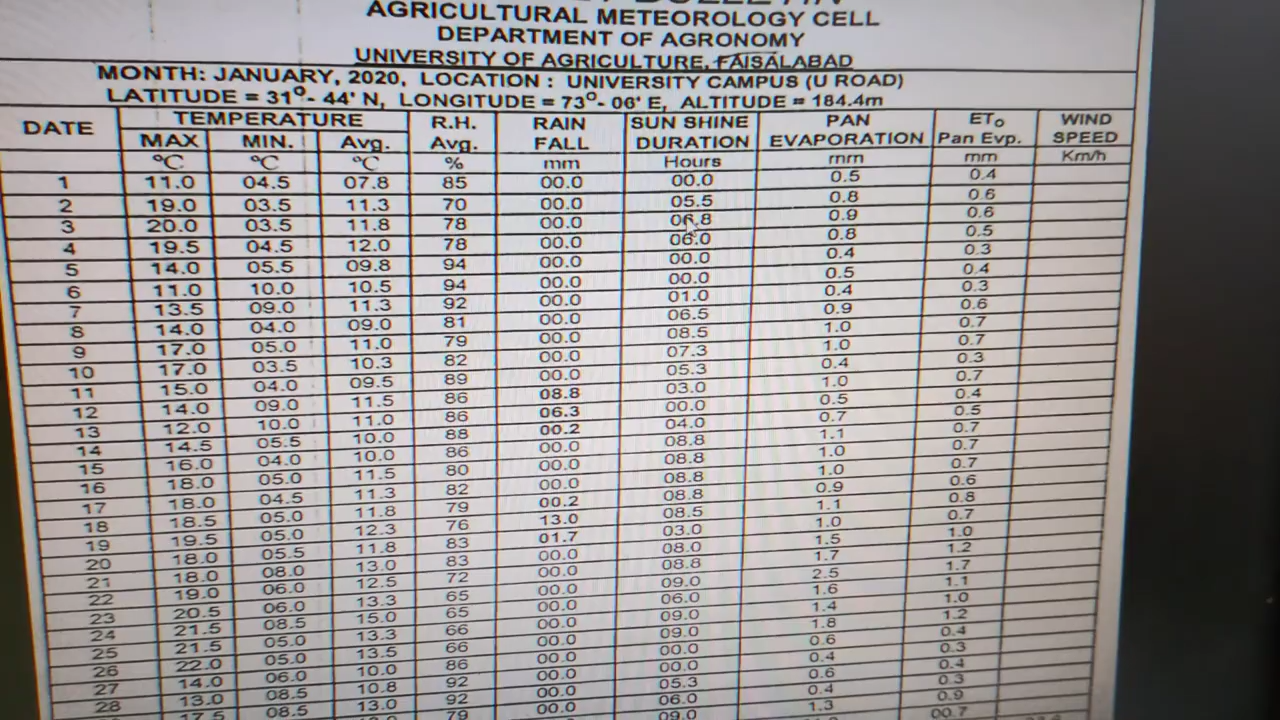 AGRICULTURAL METEOROLOGY CELL
DEPARTMENT OF AGRONOMY
UNIVERSITY OF AGRICULTURE, FAISALABAD
MONTH: JANUARY, 2020, LOCATION : UNIVERSITY CAMPUS (U ROAD)
LATITUDE = 31⁰- 44' N, LONGITUDE = 73⁰- 06' E, ALTITUDE = 184.4m
DATE TEMPERATURE R.H. RAIN SUN SHINE PAN ETo WIND
MAX MIN. Avg. Avg. FALL DURATION EVAPORATION Pan Evp. SPEED
⁰C ⁰C ⁰C % mm Hours mm mm Km/h
1 11.0 04.5 07.8 85 00.0 00.0 0.5 0.4
2 19.0 03.5 11.3 70 00.0 05.5 0.8 0.6
3 20.0 03.5 11.8 78 00.0 06.8 0.9 0.6
4 19.5 04.5 12.0 78 00.0 06.0 0.8 0.5
5 14.0 05.5 09.8 94 00.0 00.0 0.4 0.3
6 11.0 10.0 10.5 94 00.0 00.0 0.5 0.4
7 13.5 09.0 11.3 92 00.0 01.0 0.4 0.3
8 14.0 04.0 09.0 81 00.0 06.5 0.9 0.6
9 17.0 05.0 11.0 79 00.0 08.5 1.0 0.7
10 17.0 03.5 10.3 82 00.0 07.3 1.0 0.7
11 15.0 04.0 09.5 89 00.0 05.3 0.4 0.3
12 14.0 09.0 11.5 86 08.8 03.0 1.0 0.7
13 12.0 10.0 11.0 86 06.3 00.0 0.5 0.4
14 14.5 05.5 10.0 88 00.2 04.0 0.7 0.5
15 16.0 04.0 10.0 86 00.0 08.8 1.1 0.7
16 18.0 05.0 11.5 80 00.0 08.8 1.0 0.7
17 18.0 04.5 11.3 82 00.0 08.8 1.0 0.7
18 18.5 05.0 11.8 79 00.2 08.8 0.9 0.6
19 19.5 05.0 12.3 76 13.0 08.5 1.1 0.8
20 18.0 05.5 11.8 83 01.7 03.0 1.0 0.7
21 18.0 08.0 13.0 83 00.0 08.0 1.5 1.0
22 19.0 06.0 12.5 72 00.0 08.8 1.7 1.2
23 20.5 06.0 13.3 65 00.0 09.0 2.5 1.7
24 21.5 08.5 15.0 65 00.0 06.0 1.6 1.1
25 21.5 05.0 13.3 66 00.0 09.0 1.4 1.0
26 22.0 05.0 13.5 66 00.0 09.0 1.8 1.2
27 14.0 06.0 10.0 86 00.0 00.0 0.6 0.4
28 13.0 08.5 10.8 92 00.0 00.0 0.4 0.3
17.5 08.5 13.0 92 00.0 05.3 0.6 0.4
79 00.0 06.0 0.4 0.3
09.0 1.3 0.9
00.7